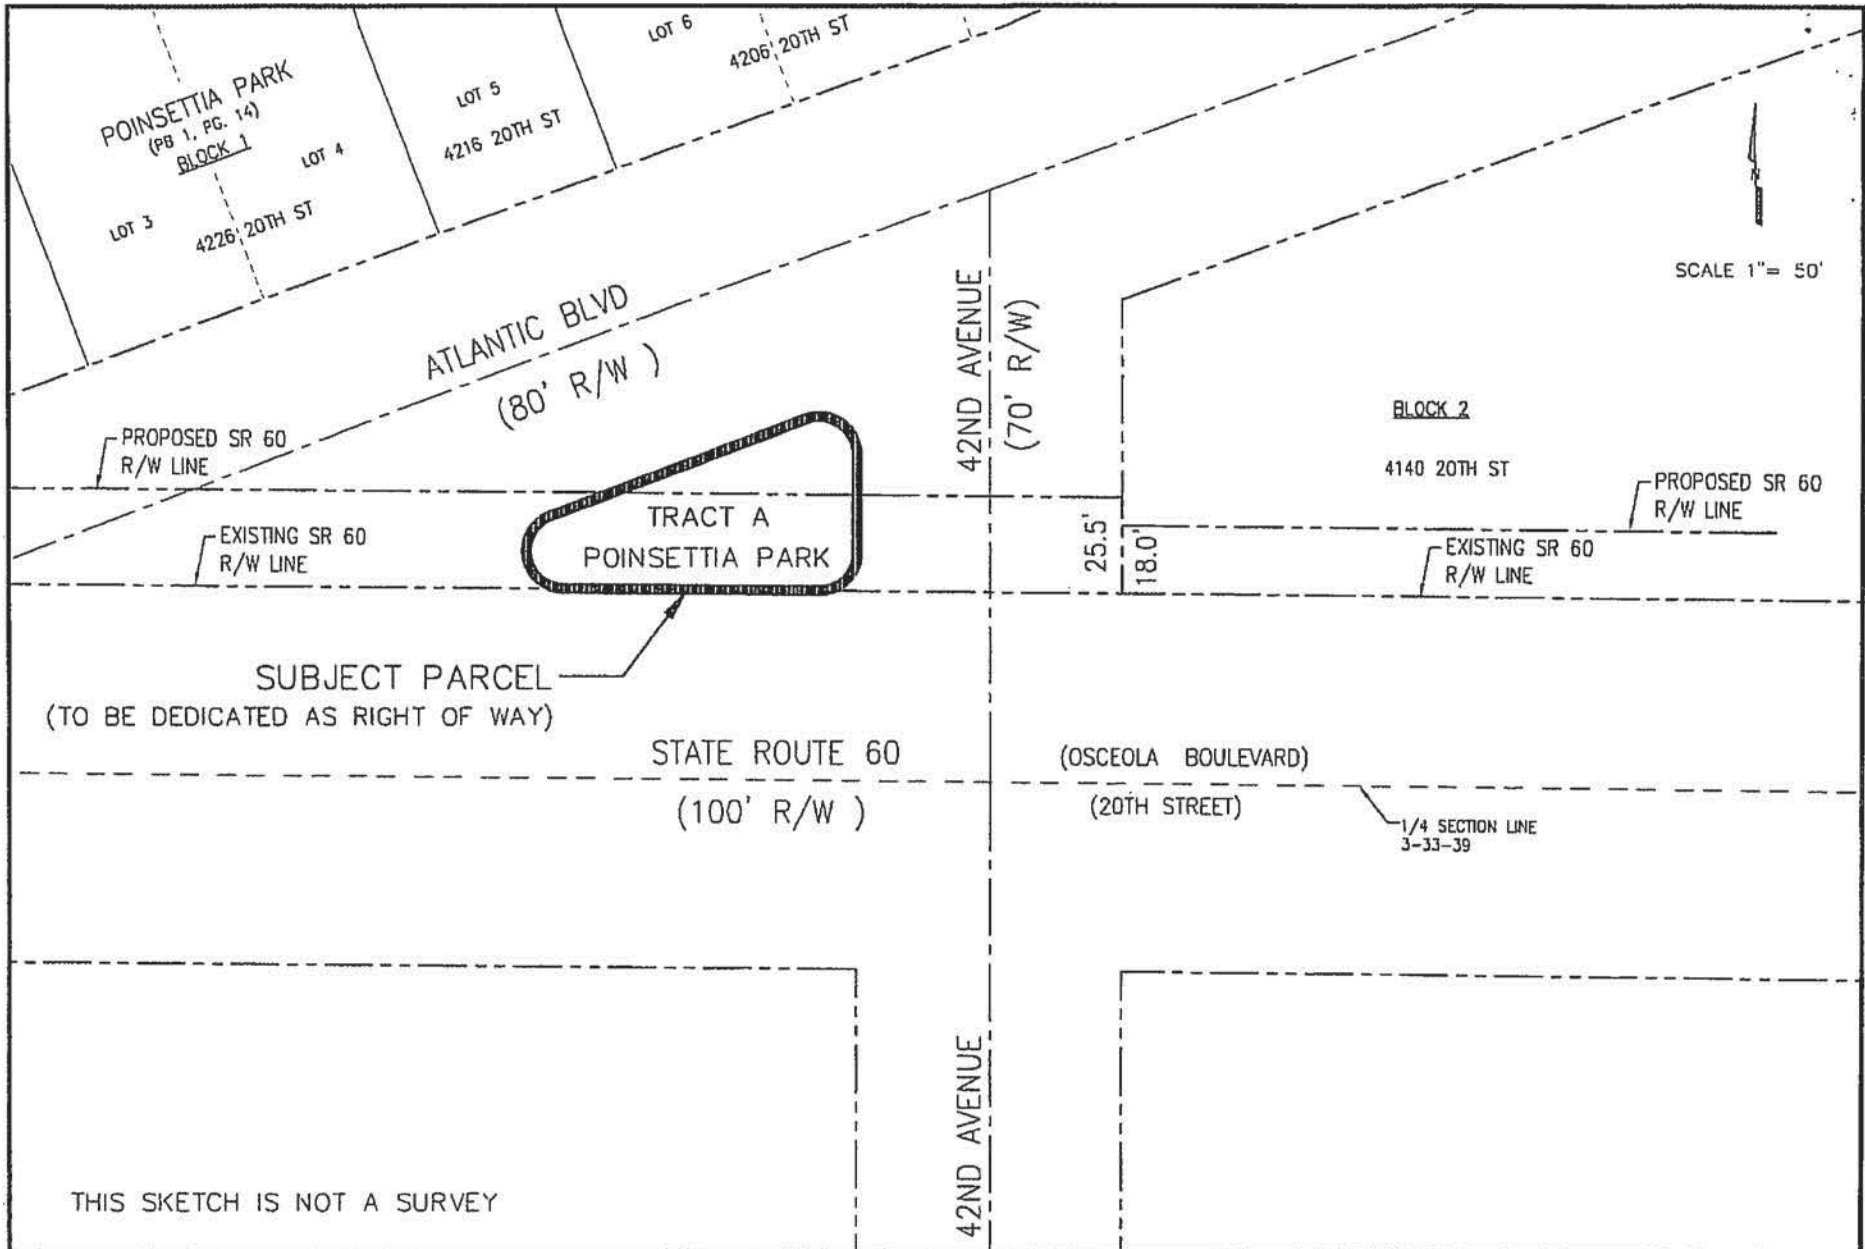 LOT 6
4206 20TH ST
POINSETTIA PARK
(PB 1, PG. 14)
BLOCK 1
LOT 5
4216 20TH ST
LOT 4
LOT 3
4226 20TH ST
N
SCALE 1"= 50'
ATLANTIC BLVD
(80' R/W )
42ND AVENUE
(70' R/W)
BLOCK 2
4140 20TH ST
PROPOSED SR 60
R/W LINE
PROPOSED SR 60
R/W LINE
EXISTING SR 60
R/W LINE
TRACT A
POINSETTIA PARK
25.5'
18.0'
EXISTING SR 60
R/W LINE
SUBJECT PARCEL
(TO BE DEDICATED AS RIGHT OF WAY)
STATE ROUTE 60
(100' R/W )
(OSCEOLA BOULEVARD)
(20TH STREET)
1/4 SECTION LINE
3-33-39
42ND AVENUE
THIS SKETCH IS NOT A SURVEY